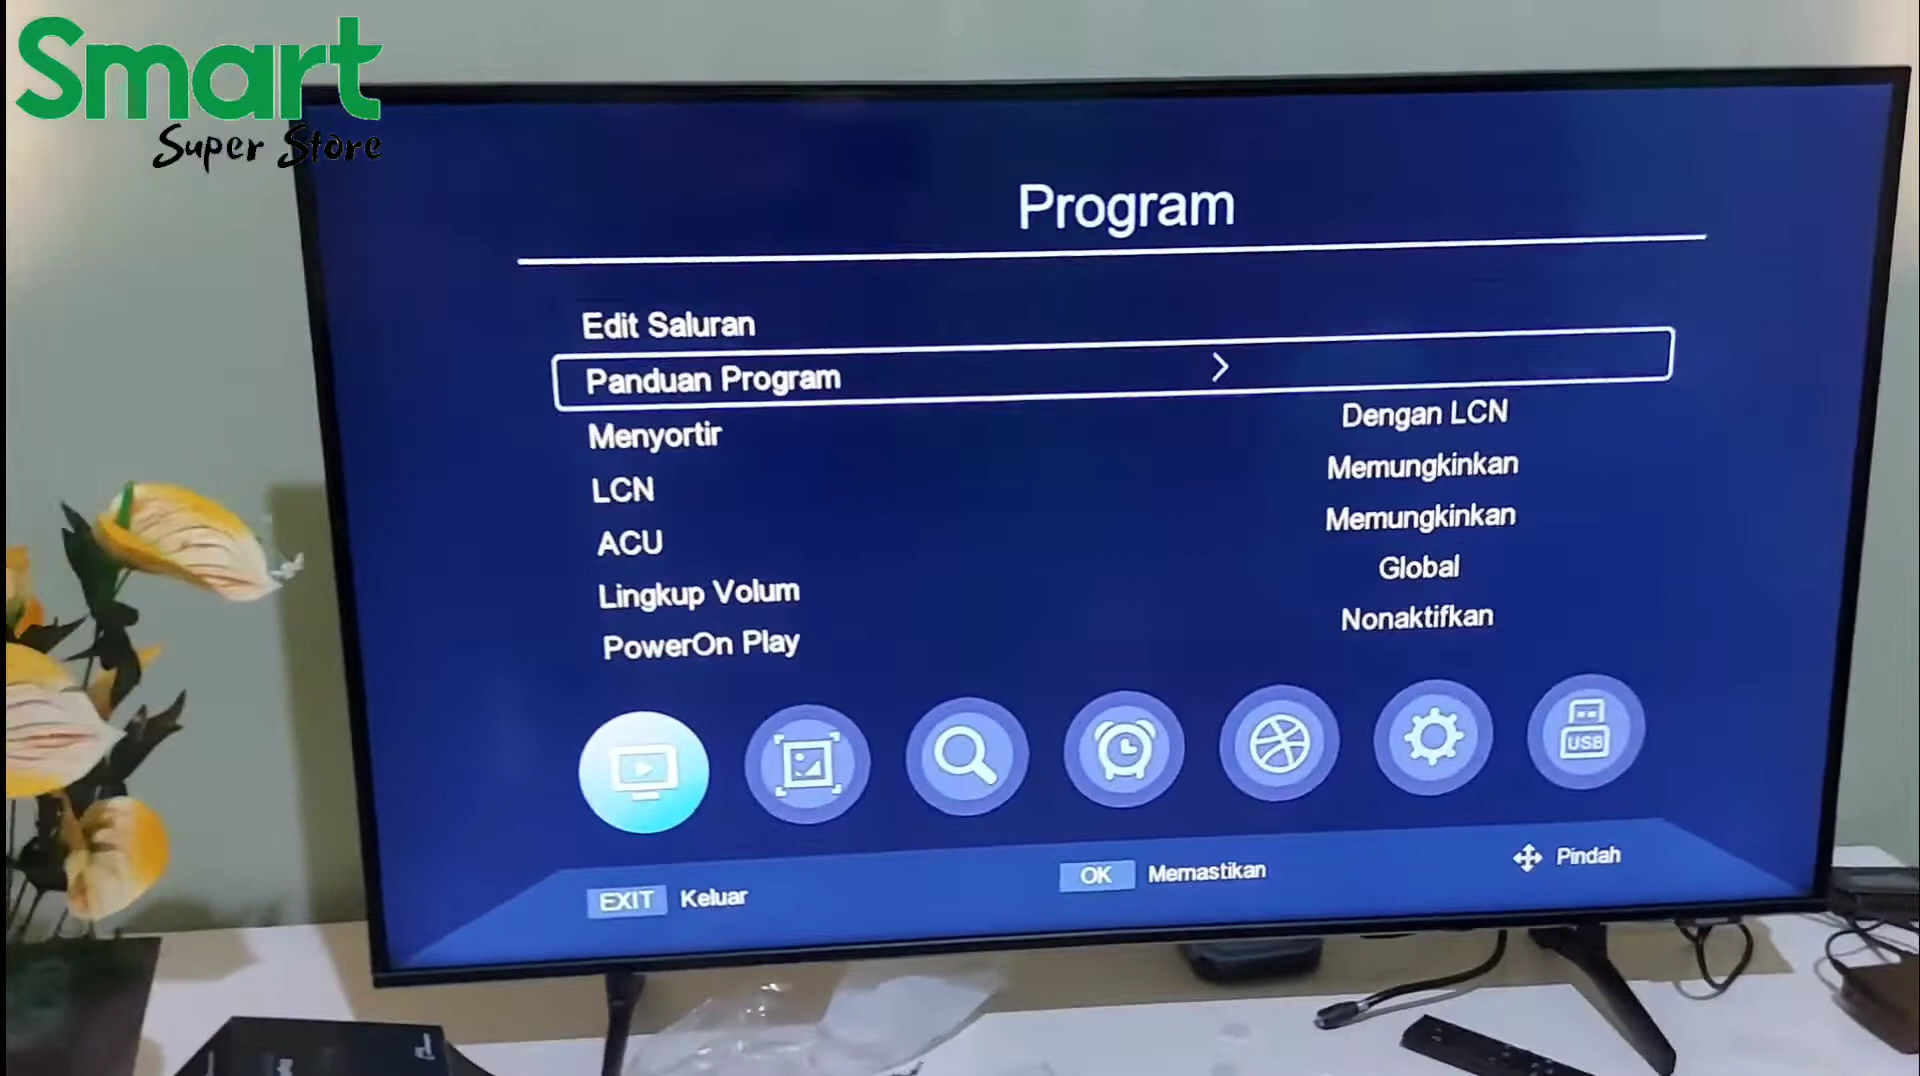 Smart
Super Store
Program
Edit Saluran
Panduan Program
Menyortir Dengan LCN
LCN Memungkinkan
ACU Memungkinkan
Lingkup Volum Global
PowerOn Play Nonaktifkan
USB
EXIT Keluar OK Memastikan Pindah